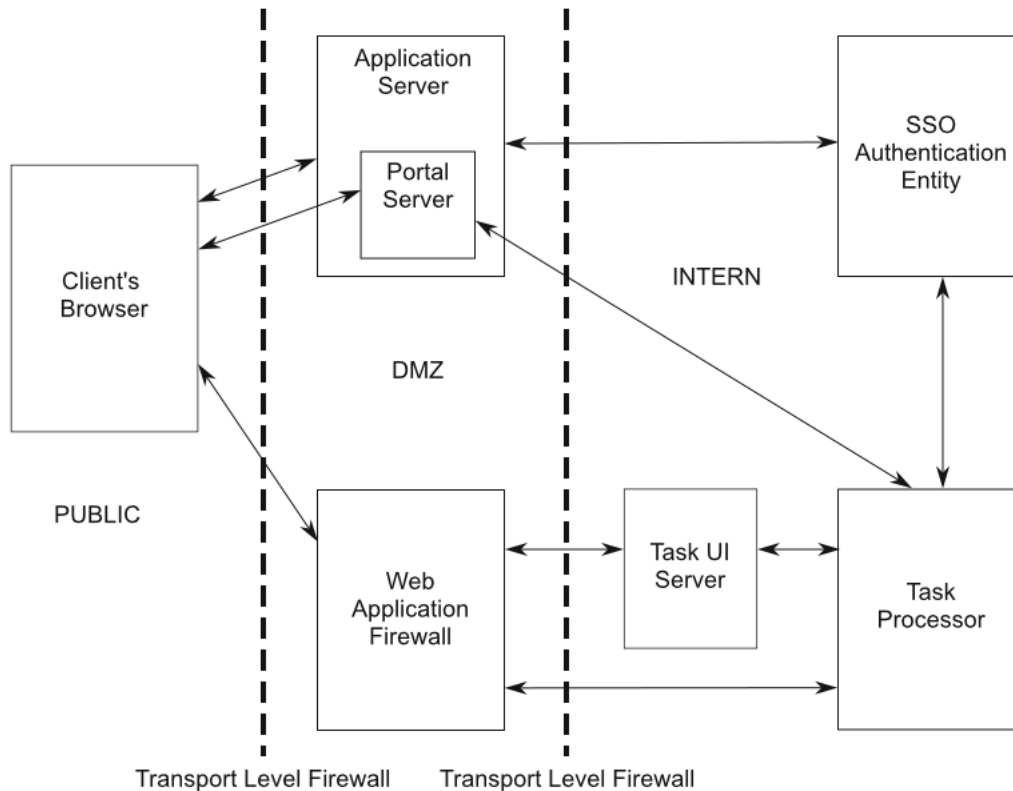 Application
Server
Portal
Server
SSO
Authentication
Entity
Client's
Browser
INTERN
DMZ
PUBLIC
Web
Application
Firewall
Task UI
Server
Task
Processor
Transport Level Firewall
Transport Level Firewall